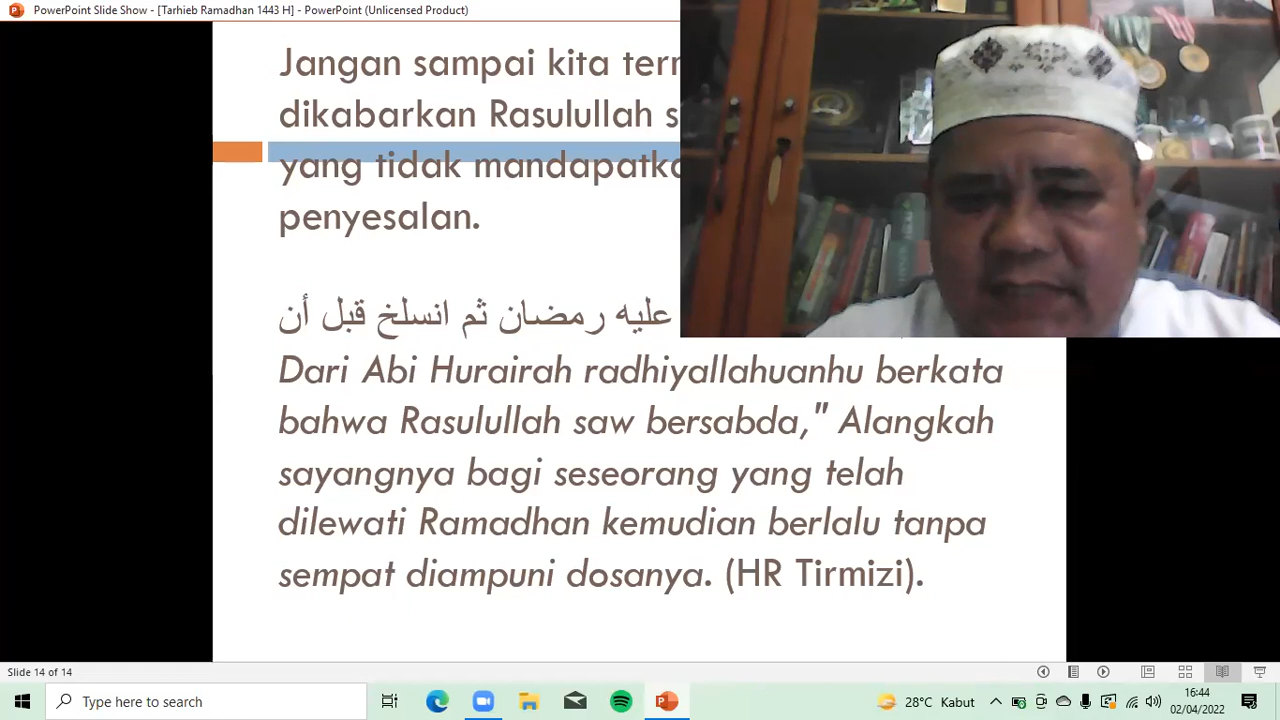 PowerPoint Slide Show - [Tarhieb Ramadhan 1443 H] - PowerPoint (Unlicensed Product)
Jangan sampai kita
dikabarkan Rasulullah
yang tidak
penyesalan.
عليه رمضان ثم انسلخ قبل أن
Dari Abi Hurairah radhiyallahuanhu berkata
bahwa Rasulullah saw bersabda," Alangkah
sayangnya bagi seseorang yang telah
dilewati Ramadhan kemudian berlalu tanpa
sempat diampuni dosanya. (HR Tirmizi).
Slide 14 of 14
Type here to search
28°C Kabut
16:44
02/04/2022